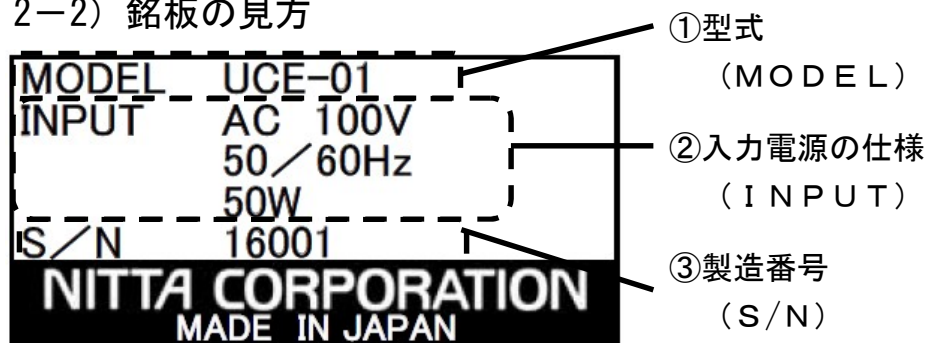 2-2) 銘板の見方
MODEL UCE-01
INPUT AC 100V
50/60Hz
50W
S/N 16001
NITTA CORPORATION
MADE IN JAPAN
①型式
(MODEL)
②入力電源の仕様
(INPUT)
③製造番号
(S/N)